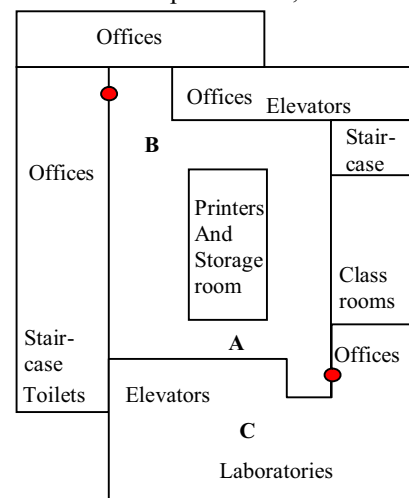 Offices
Offices
Elevators
B
Stair-
case
Offices
Printers
And
Storage
room
Class
rooms
A
Stair-
case
Toilets
Offices
Elevators
C
Laboratories